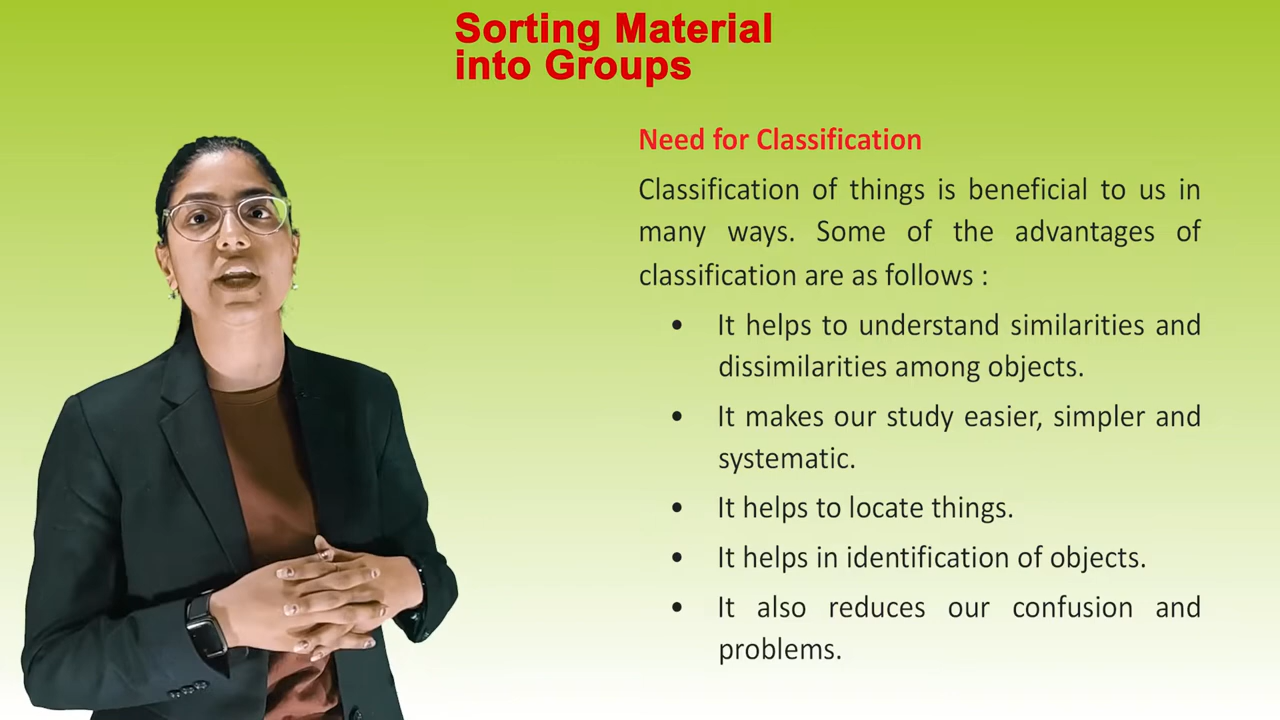 Sorting Material
into Groups
Need for Classification
Classification of things is beneficial to us in
many ways. Some of the advantages of
classification are as follows :
• It helps to understand similarities and
dissimilarities among objects.
• It makes our study easier, simpler and
systematic.
• It helps to locate things.
• It helps in identification of objects.
• It also reduces our confusion and
problems.